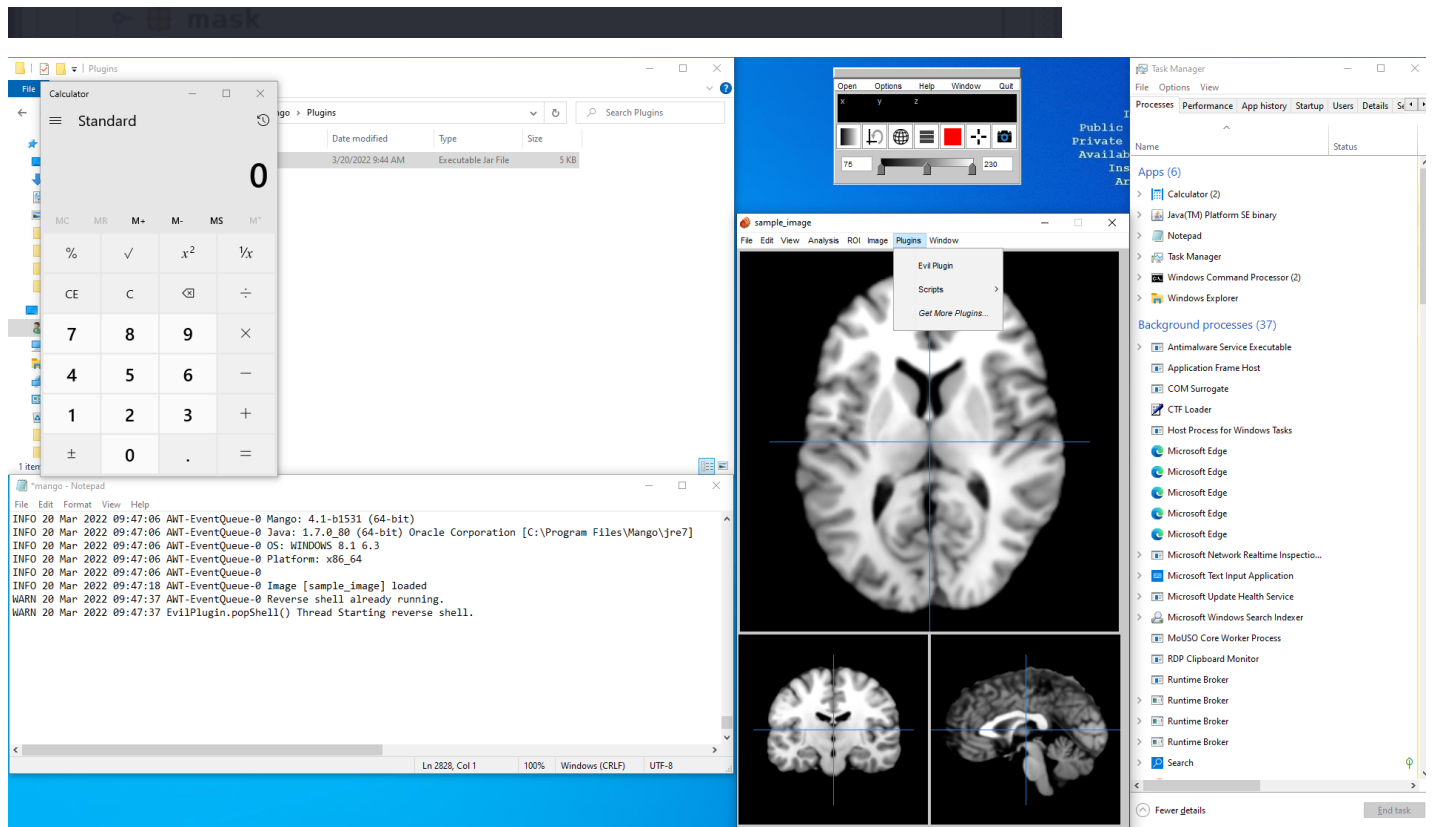 mask
Plugins
File
Calculator
Standard
0
MC MR M+ M- MS
% √ x² ¹/x
CE C ÷
7 8 9 ×
4 5 6 −
1 2 3 +
± 0 . =
ngo › Plugins
Search Plugins
Date modified Type Size
3/20/2022 9:44 AM Executable Jar File 5 KB
1 item
*mango - Notepad
File Edit Format View Help
INFO 20 Mar 2022 09:47:06 AWT-EventQueue-0 Mango: 4.1-b1531 (64-bit)
INFO 20 Mar 2022 09:47:06 AWT-EventQueue-0 Java: 1.7.0_80 (64-bit) Oracle Corporation [C:\Program Files\Mango\jre7]
INFO 20 Mar 2022 09:47:06 AWT-EventQueue-0 OS: WINDOWS 8.1 6.3
INFO 20 Mar 2022 09:47:06 AWT-EventQueue-0 Platform: x86_64
INFO 20 Mar 2022 09:47:06 AWT-EventQueue-0
INFO 20 Mar 2022 09:47:18 AWT-EventQueue-0 Image [sample_image] loaded
WARN 20 Mar 2022 09:47:37 AWT-EventQueue-0 Reverse shell already running.
WARN 20 Mar 2022 09:47:37 EvilPlugin.popShell() Thread Starting reverse shell.
Ln 2828, Col 1 100% Windows (CRLF) UTF-8
Open Options Help Window Quit
x y z
75 230
Public
Private
Availab
Ins
Ar
sample_image
File Edit View Analysis ROI Image Plugins Window
Evil Plugin
Scripts
Get More Plugins...
Task Manager
File Options View
Processes Performance App history Startup Users Details Se
Name Status
Apps (6)
Calculator (2)
Java(TM) Platform SE binary
Notepad
Task Manager
Windows Command Processor (2)
Windows Explorer
Background processes (37)
Antimalware Service Executable
Application Frame Host
COM Surrogate
CTF Loader
Host Process for Windows Tasks
Microsoft Edge
Microsoft Edge
Microsoft Edge
Microsoft Edge
Microsoft Edge
Microsoft Network Realtime Inspectio...
Microsoft Text Input Application
Microsoft Update Health Service
Microsoft Windows Search Indexer
MoUSO Core Worker Process
RDP Clipboard Monitor
Runtime Broker
Runtime Broker
Runtime Broker
Runtime Broker
Search
Fewer details End task